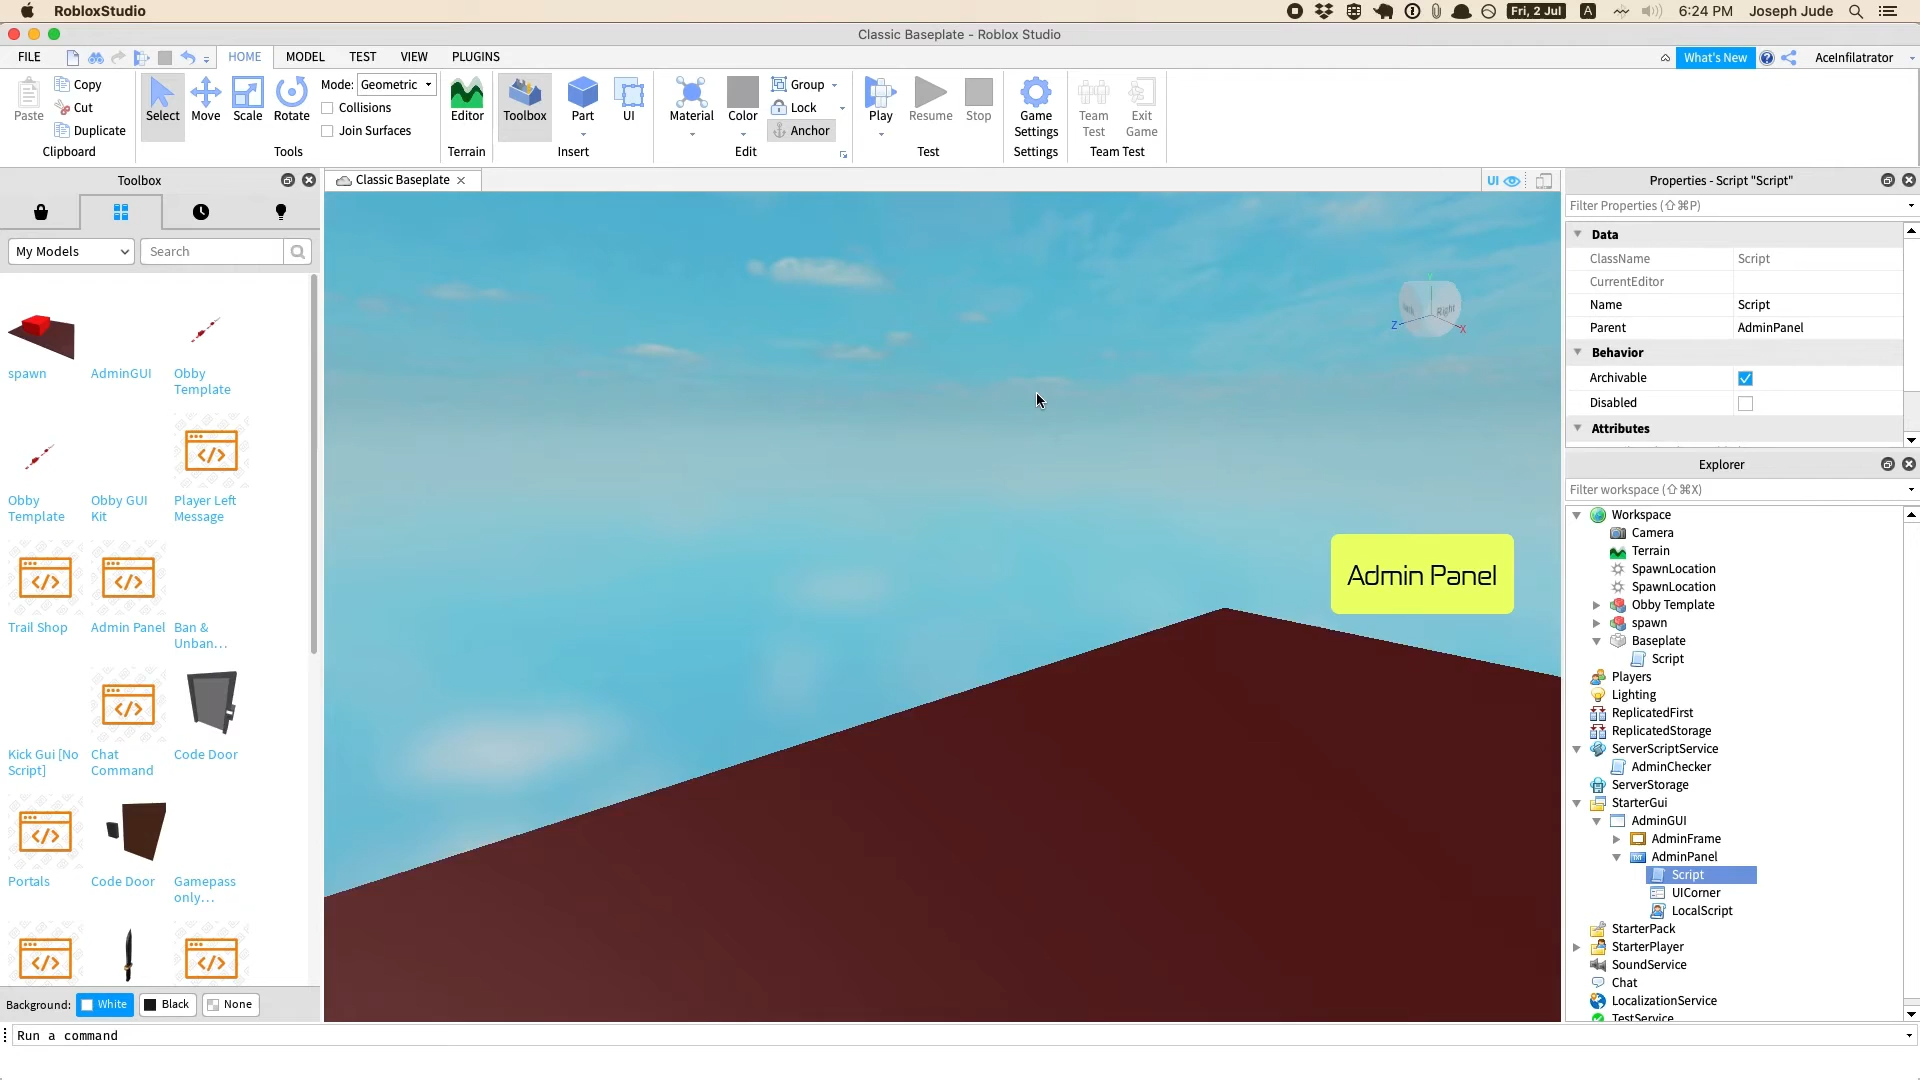 RobloxStudio
Fri, 2 Jul
A
6:24 PM
Joseph Jude
Classic Baseplate - Roblox Studio
FILE
HOME
MODEL
TEST
VIEW
PLUGINS
What's New
AceInfilatrator
Paste
Copy
Cut
Duplicate
Clipboard
Select
Move
Scale
Rotate
Mode: Geometric
Collisions
Join Surfaces
Tools
Editor
Terrain
Toolbox
Part
UI
Insert
Material
Color
Group
Lock
Anchor
Edit
Play
Resume
Stop
Test
Game
Settings
Settings
Team
Test
Exit
Game
Team Test
Toolbox
My Models
Search
spawn
AdminGUI
Obby
Template
Obby
Template
Obby GUI
Kit
Player Left
Message
Trail Shop
Admin Panel
Ban &
Unban...
Kick Gui [No
Script]
Chat
Command
Code Door
Portals
Code Door
Gamepass
only...
Background:
White
Black
None
Run a command
Classic Baseplate
UI
Right
Z
X
Admin Panel
Properties - Script "Script"
Filter Properties (⇧⌘P)
Data
ClassName Script
CurrentEditor
Name Script
Parent AdminPanel
Behavior
Archivable
Disabled
Attributes
Explorer
Filter workspace (⇧⌘X)
Workspace
Camera
Terrain
SpawnLocation
SpawnLocation
Obby Template
spawn
Baseplate
Script
Players
Lighting
ReplicatedFirst
ReplicatedStorage
ServerScriptService
AdminChecker
ServerStorage
StarterGui
AdminGUI
AdminFrame
AdminPanel
Script
UICorner
LocalScript
StarterPack
StarterPlayer
SoundService
Chat
LocalizationService
TestService